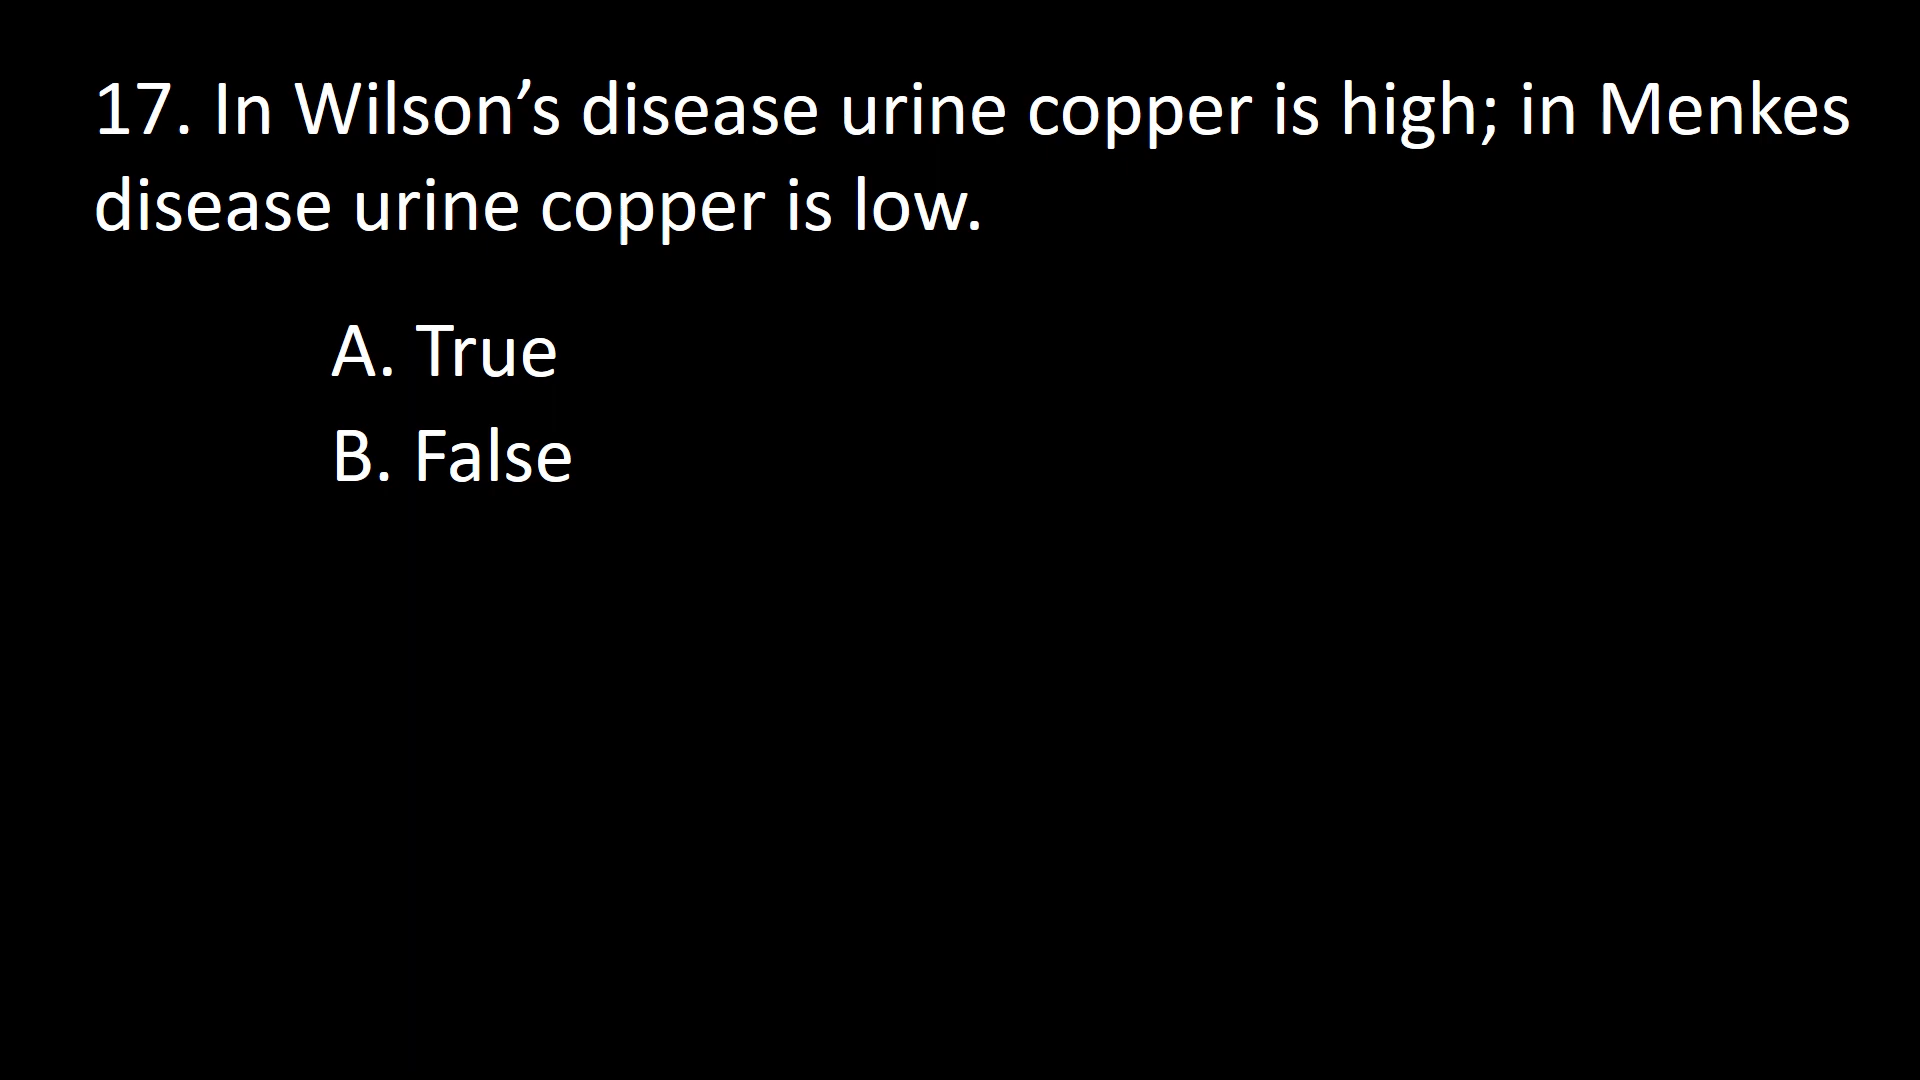 17. In Wilson’s disease urine copper is high; in Menkes
disease urine copper is low.
A. True
B. False